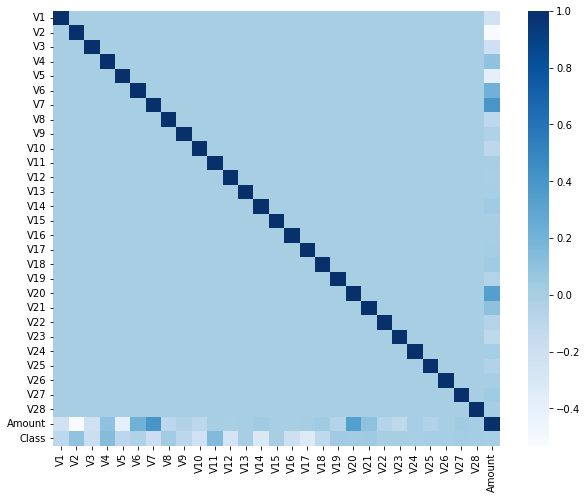 V1
V2
V3
V4
V5
V6
V7
V8
V9
V10
V11
V12
V13
V14
V15
V16
V17
V18
V19
V20
V21
V22
V23
V24
V25
V26
V27
V28
Amount
Class
V1 V2 V3 V4 V5 V6 V7 V8 V9 V10 V11 V12 V13 V14 V15 V16 V17 V18 V19 V20 V21 V22 V23 V24 V25 V26 V27 V28 Amount
1.0
0.8
0.6
0.4
0.2
0.0
−0.2
−0.4